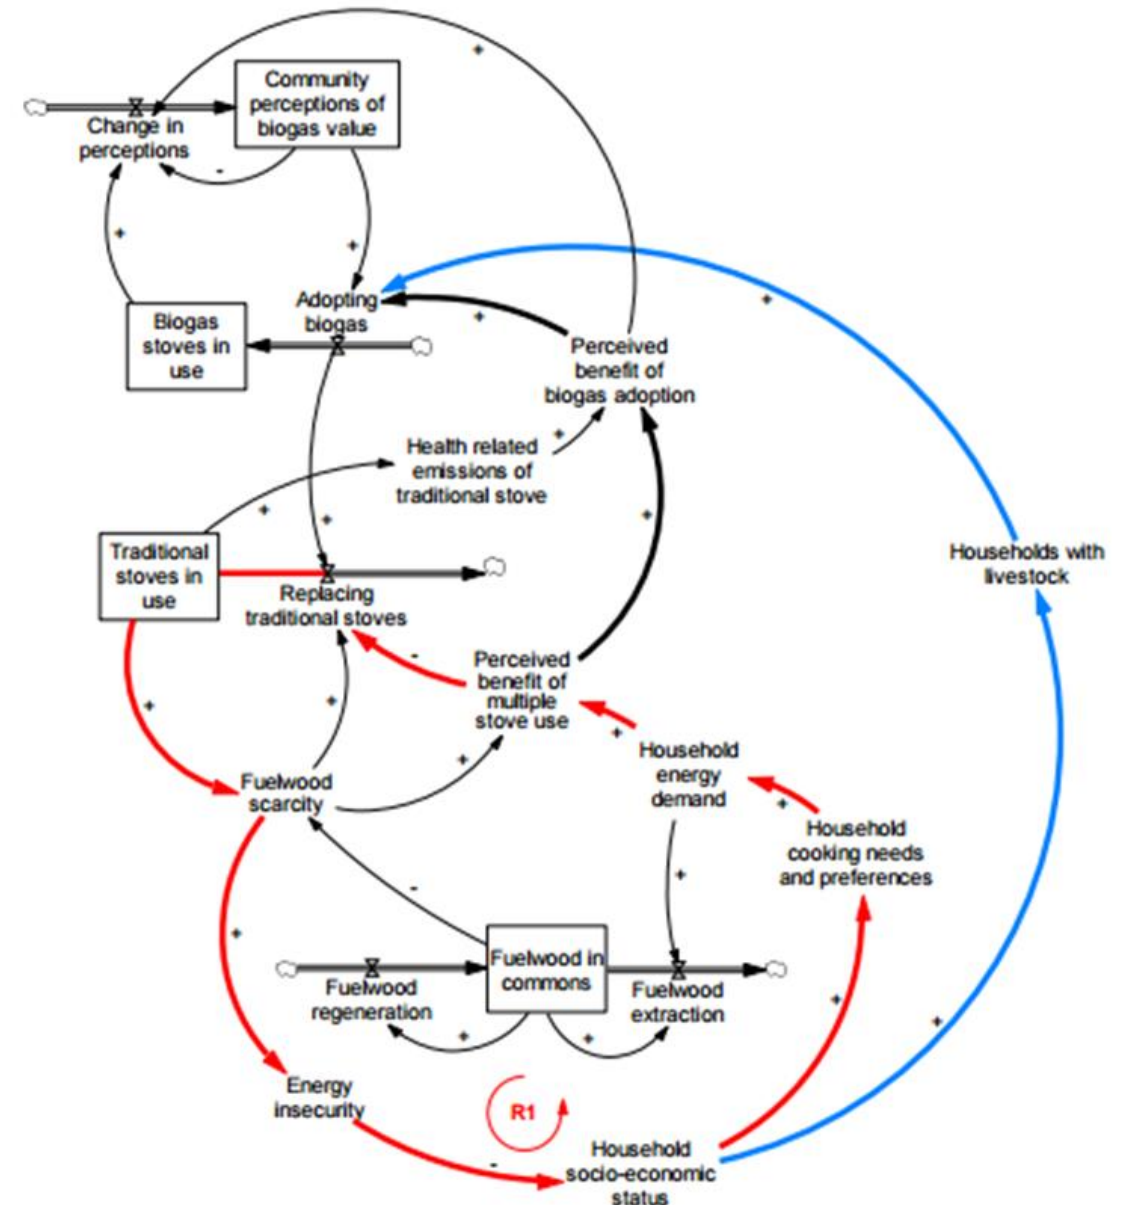 +
Community
perceptions of
biogas value
Change in
perceptions
-
+
+
+
Adopting
biogas
+
Biogas
stoves in
use
Perceived
benefit of
biogas adoption
+
Health related
emissions of
traditional stove
+
+
+
Traditional
stoves in
use
Households with
livestock
Replacing
traditional stoves
-
Perceived
benefit of
multiple
stove use
+
+
+
Household
energy
demand
+
Fuelwood
scarcity
+
Household
cooking needs
and preferences
+
-
+
Fuelwood in
commons
Fuelwood
regeneration
Fuelwood
extraction
+
+
+
+
Energy
insecurity
R1
-
Household
socio-economic
status